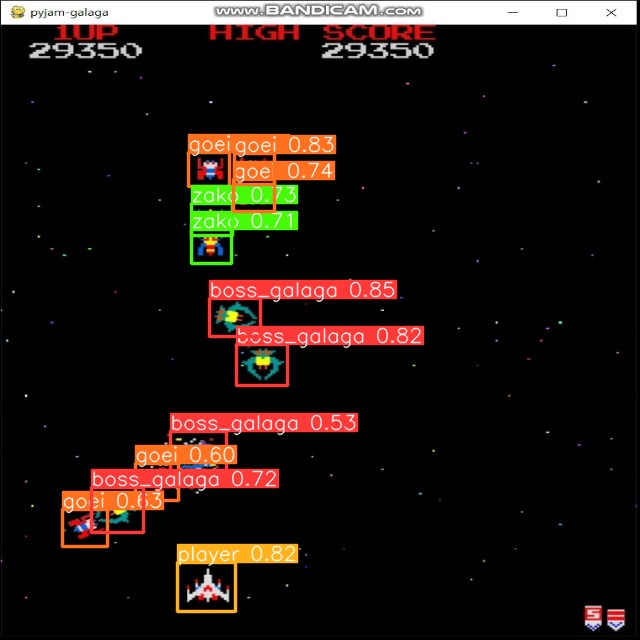 pyjam-galaga
www.BANDICAM.com
1UP HIGH SCORE
29350 29350
goei goei 0.83
goei 0.74
zako 0.73
zako 0.71
boss_galaga 0.85
boss_galaga 0.82
boss_galaga 0.53
goei 0.60
boss_galaga 0.72
goei 0.63
player 0.82
5